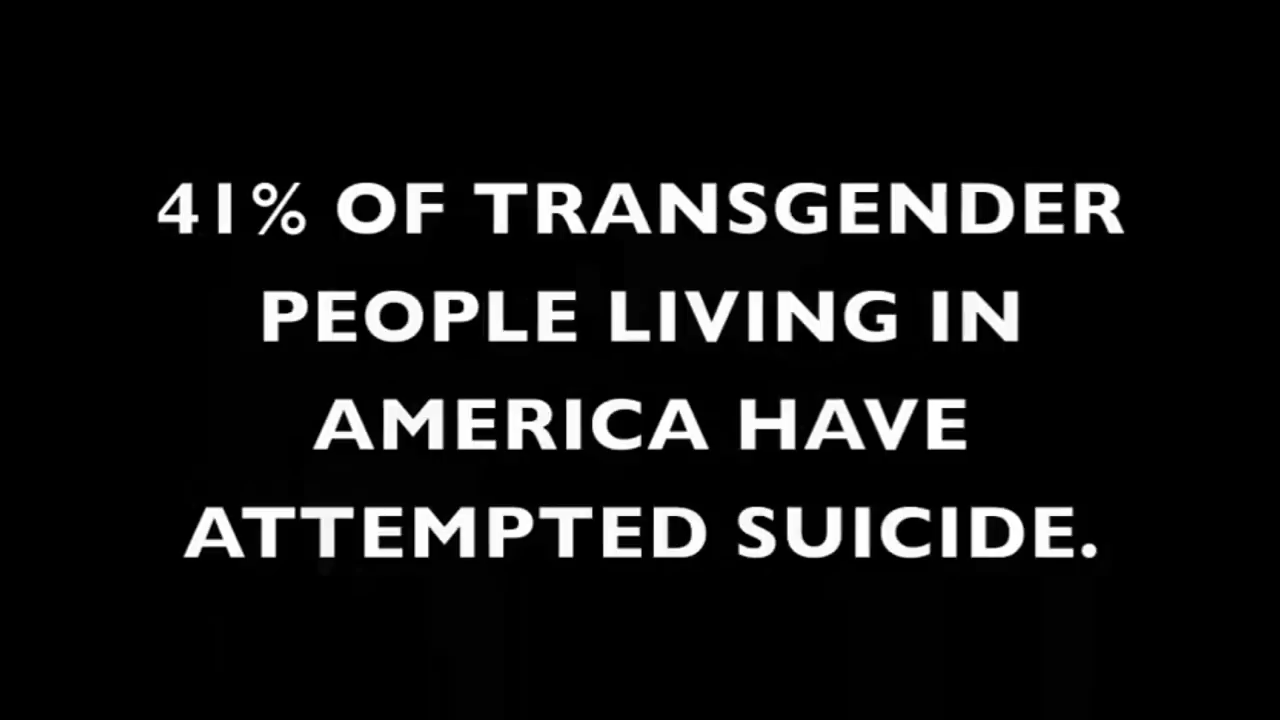 41% OF TRANSGENDER
PEOPLE LIVING IN
AMERICA HAVE
ATTEMPTED SUICIDE.